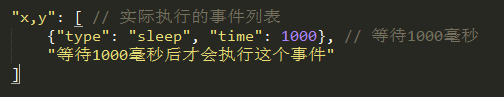 "x,y": [ // 实际执行的事件列表
{"type": "sleep", "time": 1000}, // 等待1000毫秒
"等待1000毫秒后才会执行这个事件"
]